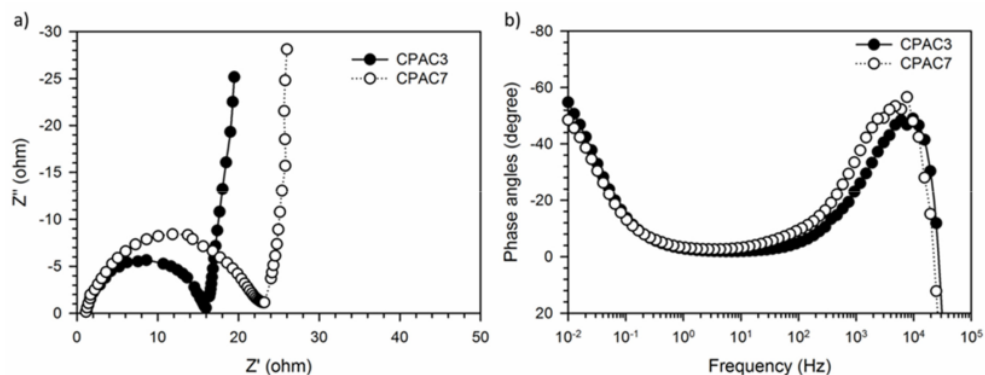 a)
-30
-25
-20
-15
-10
-5
0
Z'' (ohm)
CPAC3
CPAC7
0 10 20 30 40 50
Z' (ohm)
b)
-80
-60
-40
-20
0
20
Phase angles (degree)
CPAC3
CPAC7
10-2 10-1 100 101 102 103 104 105
Frequency (Hz)